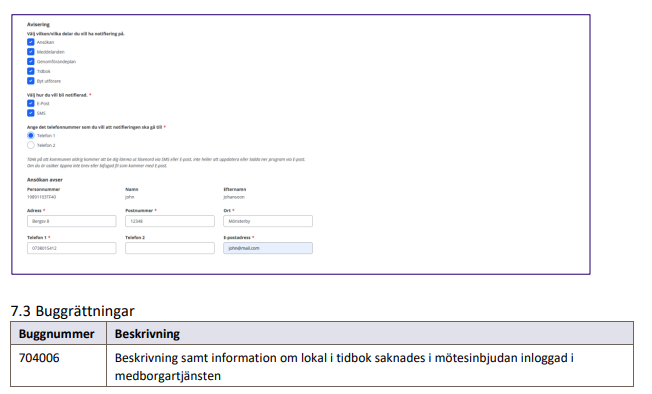 Avisering
Välj vilken/vilka delar du vill ha notifiering på.
Ansökan
Meddelanden
Genomförandeplan
Tidbok
Byt utförare
Välj hur du vill bli notifierad. *
E-Post
SMS
Ange det telefonnummer som du vill att notifieringen ska gå till *
Telefon 1
Telefon 2
Tänk på att kommunen aldrig kommer att be dig lämna ut lösenord via SMS eller E-post, inte heller att uppdatera eller ladda ner program via E-post.
Om du är osäker öppna inte brev eller bifogad fil som kommer med E-post.
Ansökan avser
Personnummer Namn Efternamn
John Johansson
Adress * Postnummer * Ort *
Bergsv 8 12348 Mönsterby
Telefon 1 * Telefon 2 E-postadress *
0738015412 john@mail.com
7.3 Buggrättningar
Buggnummer Beskrivning
704006 Beskrivning samt information om lokal i tidbok saknades i mötesinbjudan inloggad i
medborgartjänsten